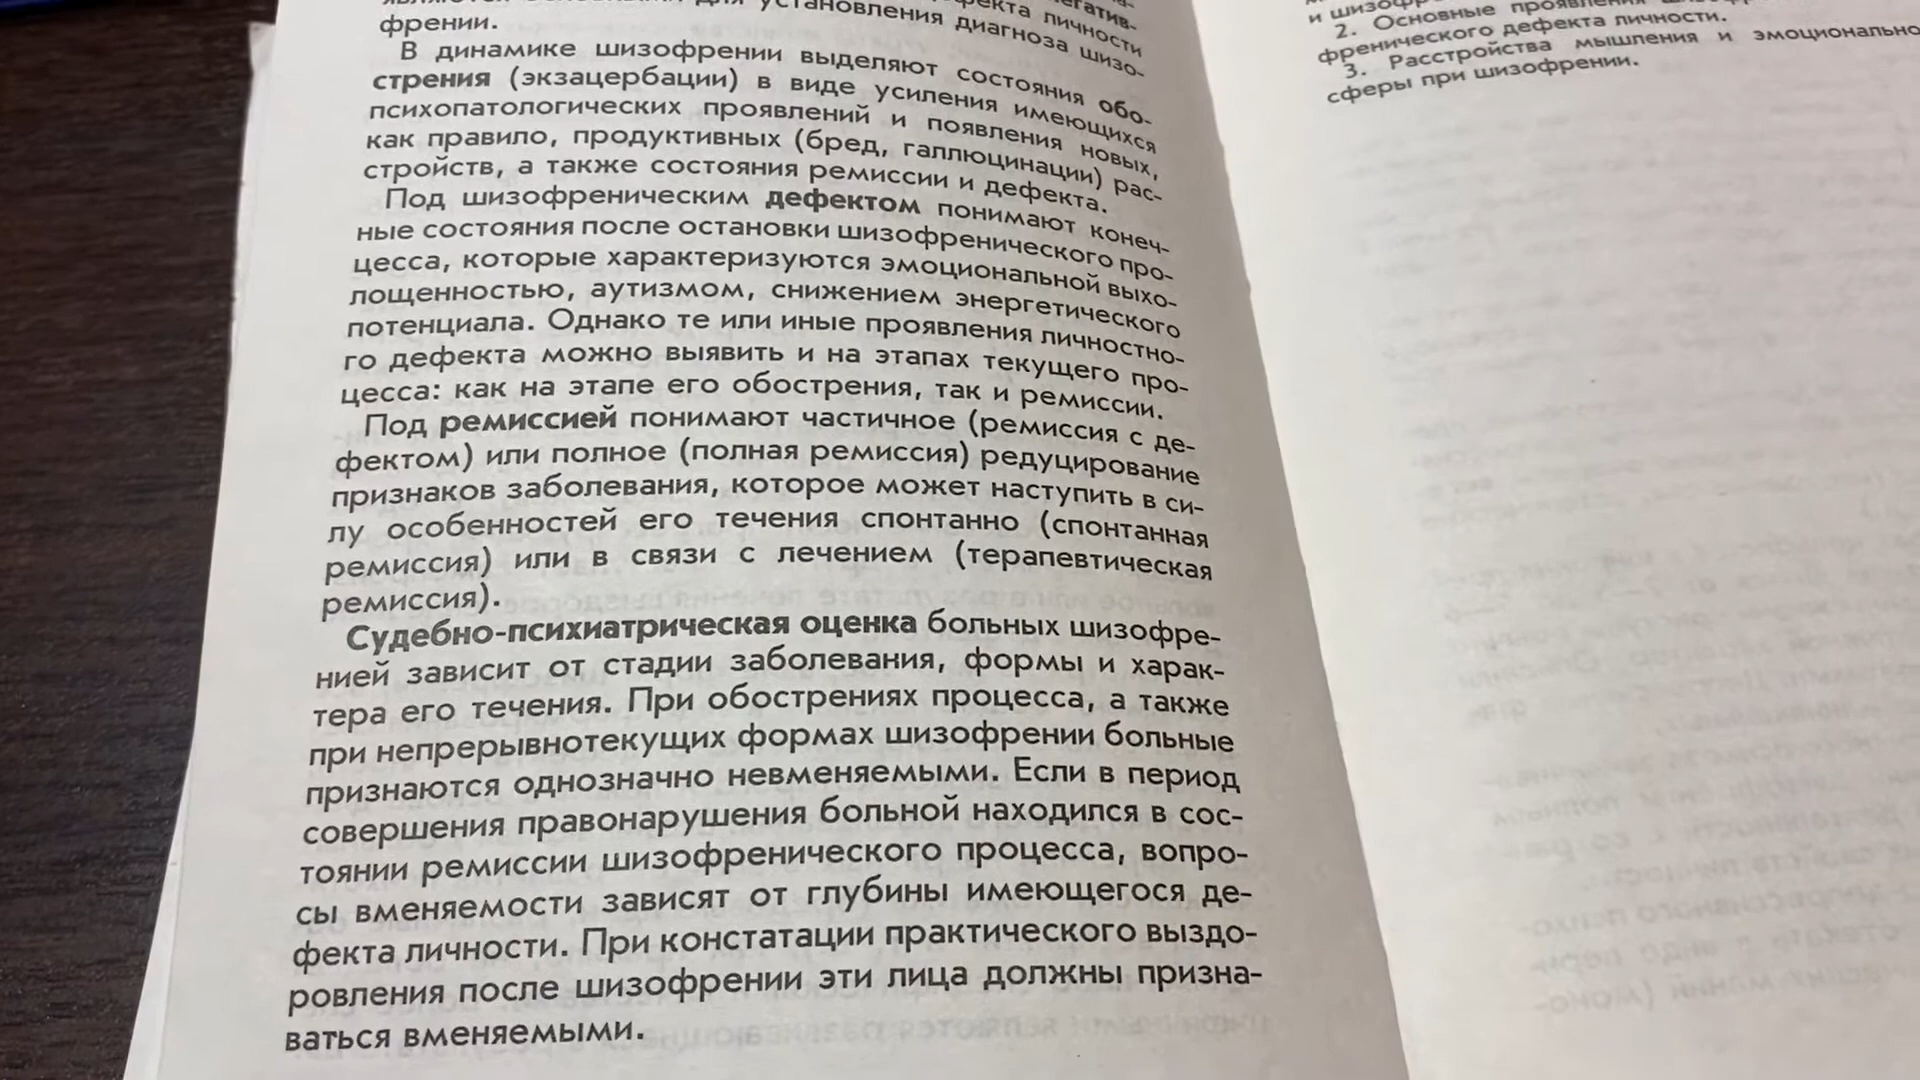 дефекта личности
являются основными для установления диагноза шизо-
френии.
В динамике шизофрении выделяют состояния обо-
стрения (экзацербации) в виде усиления имеющихся
психопатологических проявлений и появления новых,
как правило, продуктивных (бред, галлюцинации) рас-
стройств, а также состояния ремиссии и дефекта.
Под шизофреническим дефектом понимают конеч-
ные состояния после остановки шизофренического про-
цесса, которые характеризуются эмоциональной выхо-
лощенностью, аутизмом, снижением энергетического
потенциала. Однако те или иные проявления личностно-
го дефекта можно выявить и на этапах текущего про-
цесса: как на этапе его обострения, так и ремиссии.
Под ремиссией понимают частичное (ремиссия с де-
фектом) или полное (полная ремиссия) редуцирование
признаков заболевания, которое может наступить в си-
лу особенностей его течения спонтанно (спонтанная
ремиссия) или в связи с лечением (терапевтическая
ремиссия).
Судебно-психиатрическая оценка больных шизофре-
нией зависит от стадии заболевания, формы и харак-
тера его течения. При обострениях процесса, а также
при непрерывнотекущих формах шизофрении больные
признаются однозначно невменяемыми. Если в период
совершения правонарушения больной находился в сос-
тоянии ремиссии шизофренического процесса, вопро-
сы вменяемости зависят от глубины имеющегося де-
фекта личности. При констатации практического выздо-
ровления после шизофрении эти лица должны призна-
ваться вменяемыми.
2. Основные проявления
френического дефекта личности.
3. Расстройства мышления и эмоционально
сферы при шизофрении.